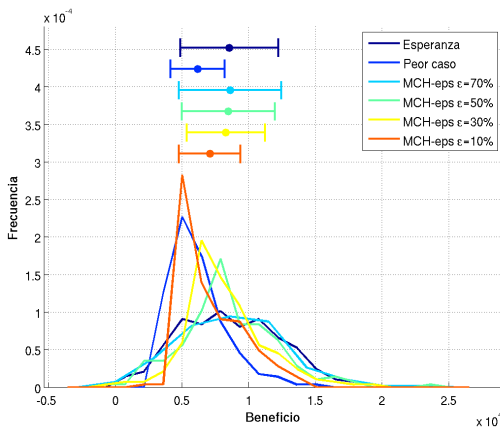 x 10⁻⁴
4.5
4
3.5
3
2.5
2
1.5
1
0.5
0
-0.5
0
0.5
1
1.5
2
2.5
Frecuencia
Beneficio
Esperanza
Peor caso
MCH-eps ε=70%
MCH-eps ε=50%
MCH-eps ε=30%
MCH-eps ε=10%